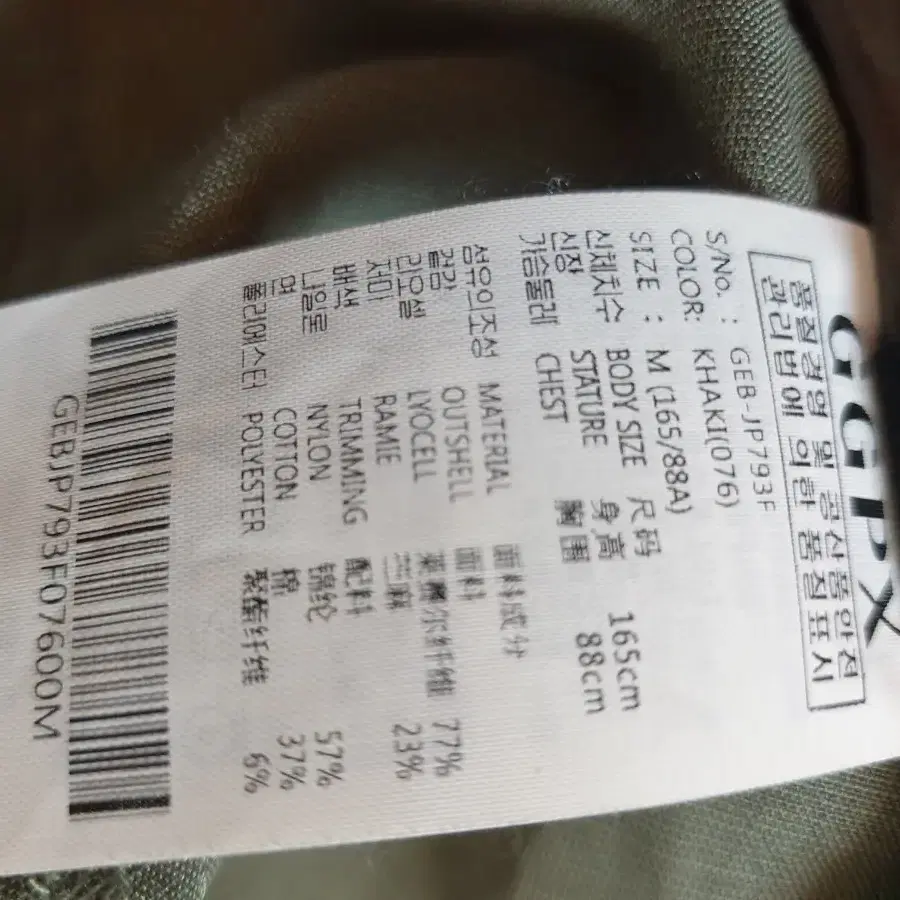 GGPX
품질경영 및 공산품안전
관리법에 의한 품질표시
S/No. : GEB-JP793F
COLOR: KHAKI(076)
SIZE : M (165/88A)
신체치수 BODY SIZE 尺码
신장 STATURE 身高 165cm
가슴둘레 CHEST 胸围 88cm
섬유의조성 MATERIAL 面料成分
겉감 OUTSHELL 面料
리오셀 LYOCELL 莱赛尔纤维 77%
저마 RAMIE 苎麻 23%
배색 TRIMMING 配料
나일론 NYLON 锦纶 57%
면 COTTON 棉 37%
폴리에스터 POLYESTER 聚酯纤维 6%
GEBJP793F07600M